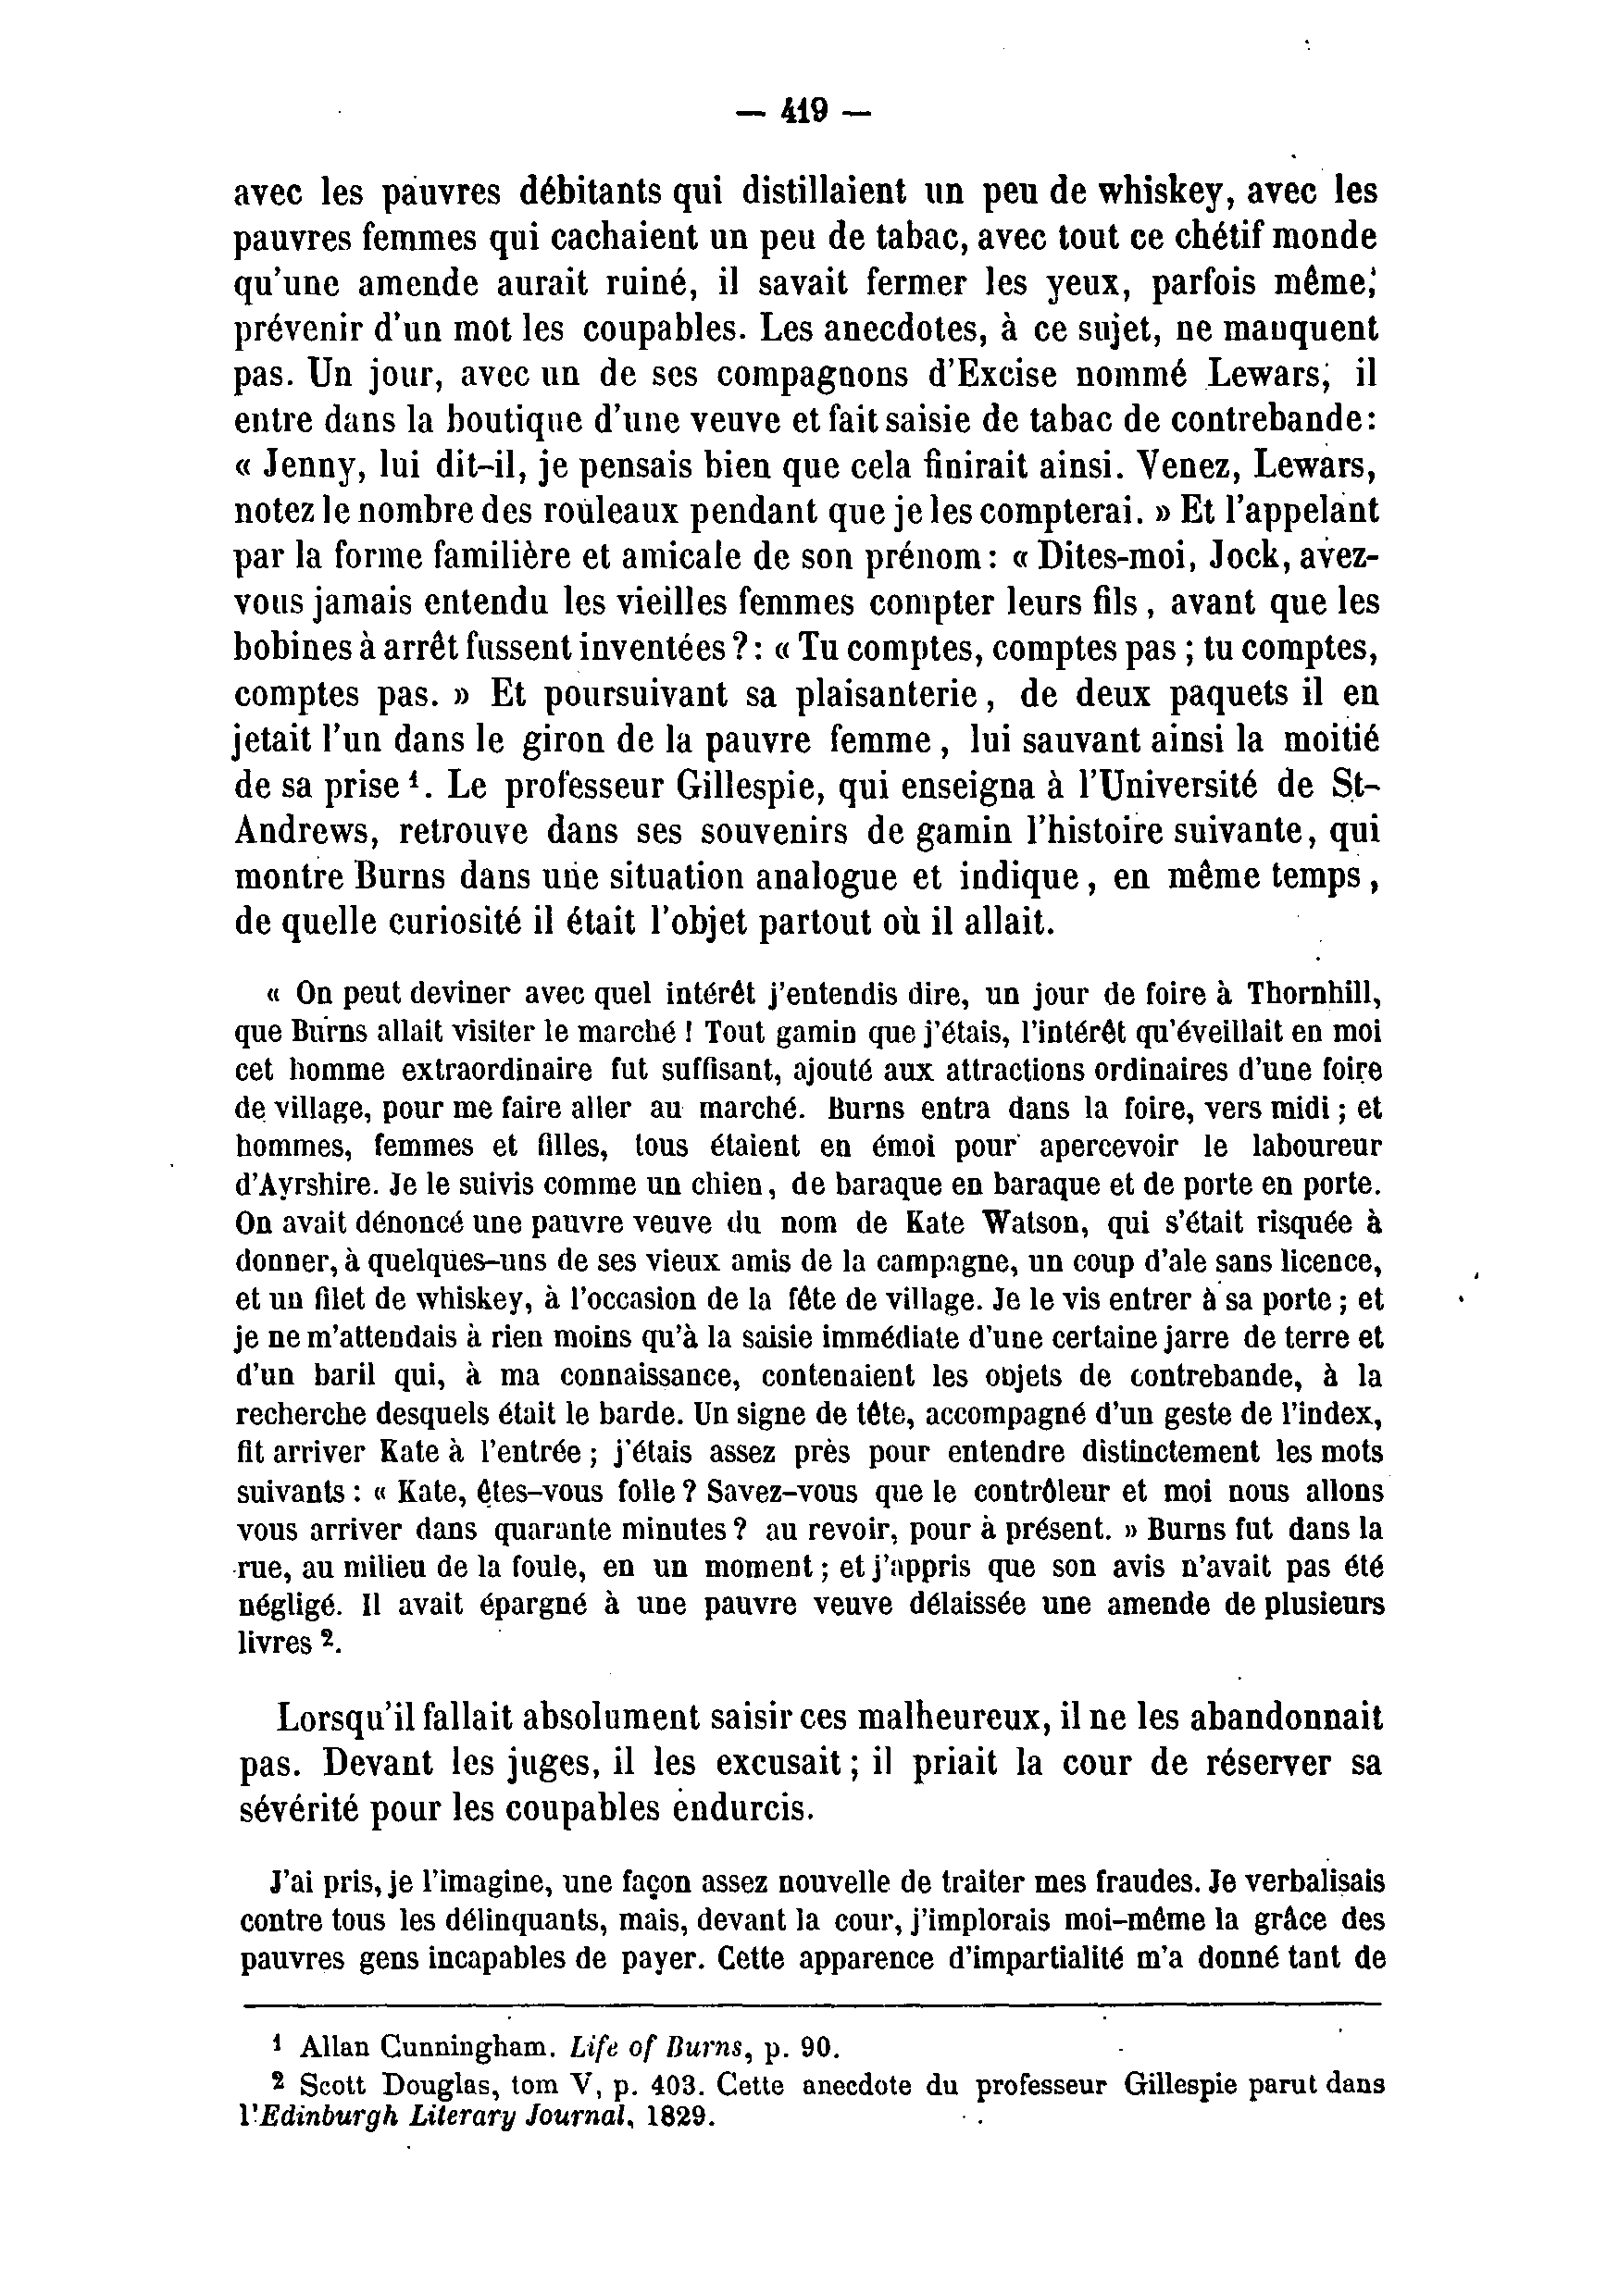 — 419 —
avec les pauvres débitants qui distillaient un peu de whiskey, avec les
pauvres femmes qui cachaient un peu de tabac, avec tout ce chétif monde
qu'une amende aurait ruiné, il savait fermer les yeux, parfois même,
prévenir d'un mot les coupables. Les anecdotes, à ce sujet, ne manquent
pas. Un jour, avec un de ses compagnons d'Excise nommé Lewars, il
entre dans la boutique d'une veuve et fait saisie de tabac de contrebande:
« Jenny, lui dit-il, je pensais bien que cela finirait ainsi. Venez, Lewars,
notez le nombre des rouleaux pendant que je les compterai. » Et l'appelant
par la forme familière et amicale de son prénom: « Dites-moi, Jock, avez-
vous jamais entendu les vieilles femmes compter leurs fils, avant que les
bobines à arrêt fussent inventées ? : « Tu comptes, comptes pas ; tu comptes,
comptes pas. » Et poursuivant sa plaisanterie, de deux paquets il en
jetait l'un dans le giron de la pauvre femme, lui sauvant ainsi la moitié
de sa prise ¹. Le professeur Gillespie, qui enseigna à l'Université de St-
Andrews, retrouve dans ses souvenirs de gamin l'histoire suivante, qui
montre Burns dans une situation analogue et indique, en même temps,
de quelle curiosité il était l'objet partout où il allait.
« On peut deviner avec quel intérêt j'entendis dire, un jour de foire à Thornhill,
que Burns allait visiter le marché ! Tout gamin que j'étais, l'intérêt qu'éveillait en moi
cet homme extraordinaire fut suffisant, ajouté aux attractions ordinaires d'une foire
de village, pour me faire aller au marché. Burns entra dans la foire, vers midi ; et
hommes, femmes et filles, tous étaient en émoi pour apercevoir le laboureur
d'Ayrshire. Je le suivis comme un chien, de baraque en baraque et de porte en porte.
On avait dénoncé une pauvre veuve du nom de Kate Watson, qui s'était risquée à
donner, à quelques-uns de ses vieux amis de la campagne, un coup d'ale sans licence,
et un filet de whiskey, à l'occasion de la fête de village. Je le vis entrer à sa porte ; et
je ne m'attendais à rien moins qu'à la saisie immédiate d'une certaine jarre de terre et
d'un baril qui, à ma connaissance, contenaient les objets de contrebande, à la
recherche desquels était le barde. Un signe de tête, accompagné d'un geste de l'index,
fit arriver Kate à l'entrée ; j'étais assez près pour entendre distinctement les mots
suivants : « Kate, êtes-vous folle ? Savez-vous que le contrôleur et moi nous allons
vous arriver dans quarante minutes ? au revoir, pour à présent. » Burns fut dans la
rue, au milieu de la foule, en un moment ; et j'appris que son avis n'avait pas été
négligé. Il avait épargné à une pauvre veuve délaissée une amende de plusieurs
livres ².
Lorsqu'il fallait absolument saisir ces malheureux, il ne les abandonnait
pas. Devant les juges, il les excusait ; il priait la cour de réserver sa
sévérité pour les coupables endurcis.
J'ai pris, je l'imagine, une façon assez nouvelle de traiter mes fraudes. Je verbalisais
contre tous les délinquants, mais, devant la cour, j'implorais moi-même la grâce des
pauvres gens incapables de payer. Cette apparence d'impartialité m'a donné tant de
¹ Allan Cunningham. Life of Burns, p. 90.
² Scott Douglas, tom V, p. 403. Cette anecdote du professeur Gillespie parut dans
l'Edinburgh Literary Journal, 1829.